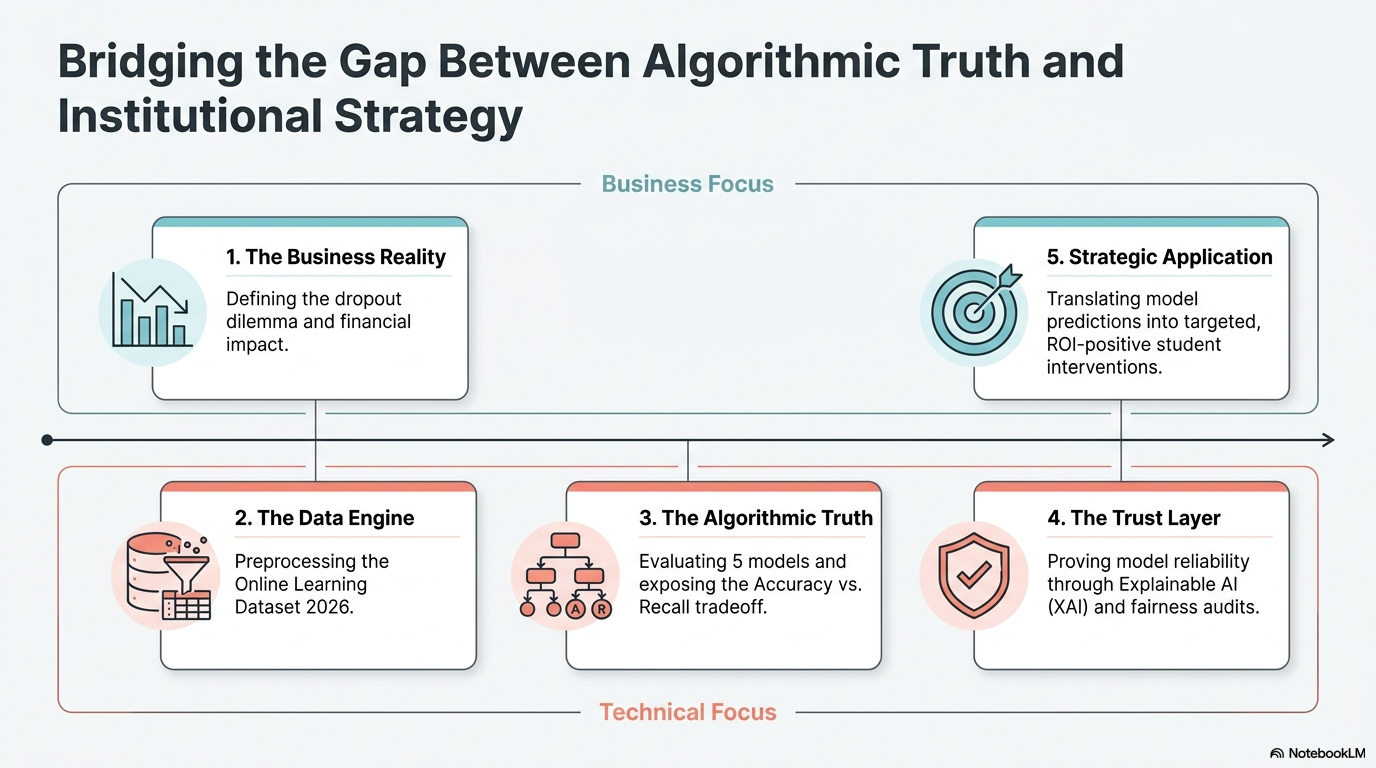 Bridging the Gap Between Algorithmic Truth and
Institutional Strategy
Business Focus
1. The Business Reality
Defining the dropout
dilemma and financial
impact.
5. Strategic Application
Translating model
predictions into targeted,
ROI-positive student
interventions.
2. The Data Engine
Preprocessing the
Online Learning
Dataset 2026.
3. The Algorithmic Truth
Evaluating 5 models and
exposing the Accuracy vs.
Recall tradeoff.
A R
4. The Trust Layer
Proving model reliability
through Explainable AI
(XAI) and fairness audits.
Technical Focus
NotebookLM